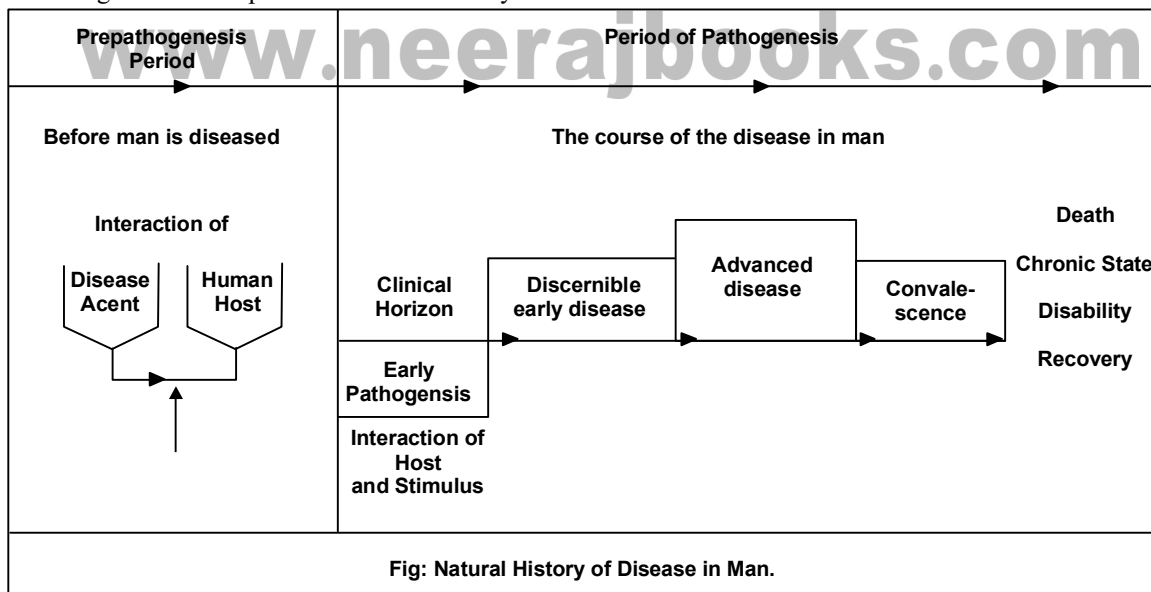 www.neerajbooks.com
Prepathogenesis
Period
Period of Pathogenesis
Before man is diseased
The course of the disease in man
Interaction of
Disease
Acent
Human
Host
Clinical
Horizon
Early
Pathogensis
Interaction of
Host
and Stimulus
Discernible
early disease
Advanced
disease
Convale-
scence
Death
Chronic State
Disability
Recovery
Fig: Natural History of Disease in Man.